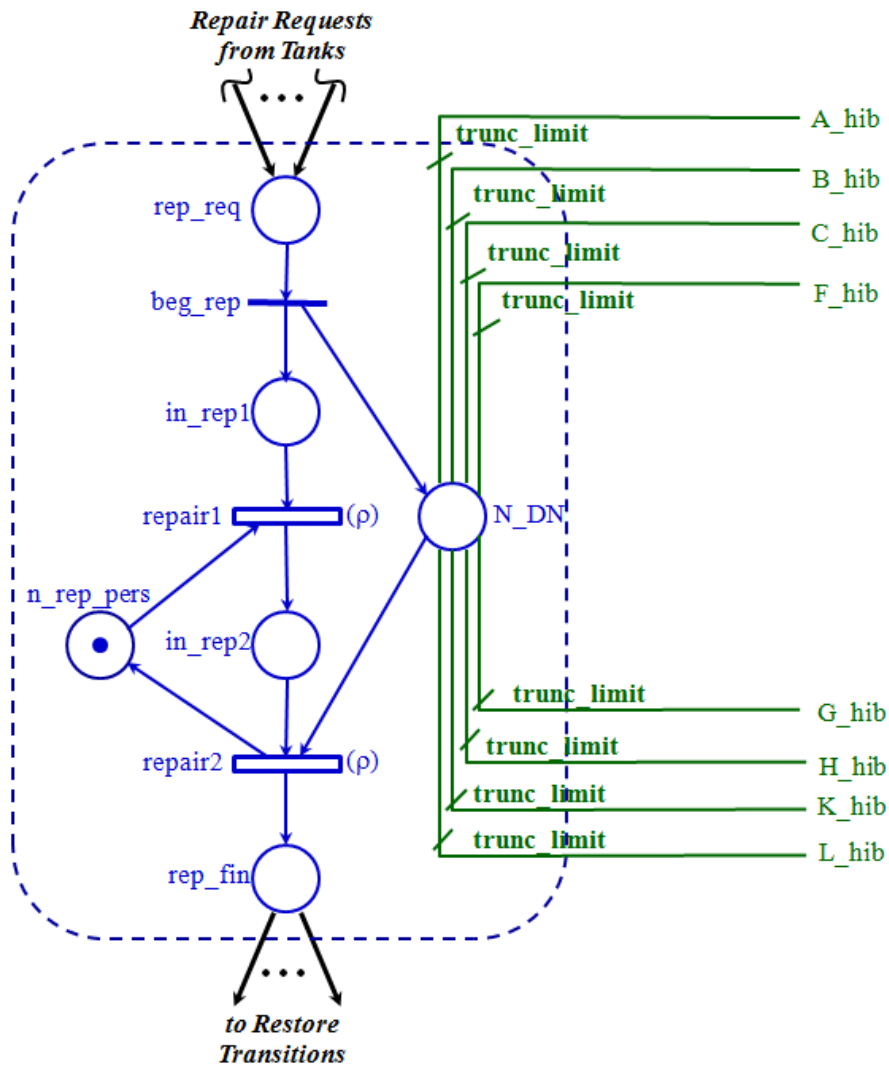 Repair Requests
from Tanks
• • •
A_hib
trunc_limit
B_hib
trunc_limit
rep_req
C_hib
trunc_limit
F_hib
trunc_limit
beg_rep
in_rep1
repair1
(ρ)
N_DN
n_rep_pers
in_rep2
trunc_limit
G_hib
trunc_limit
repair2
(ρ)
H_hib
trunc_limit
K_hib
trunc_limit
L_hib
rep_fin
• • •
to Restore
Transitions